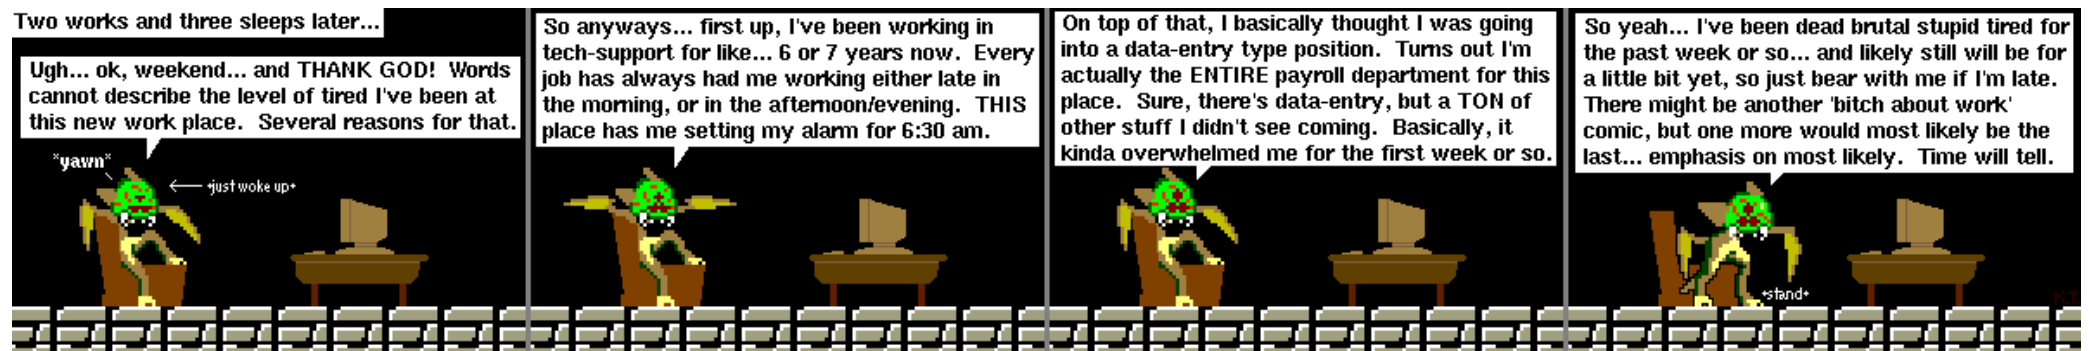 Two works and three sleeps later...
Ugh... ok, weekend... and THANK GOD! Words
cannot describe the level of tired I've been at
this new work place. Several reasons for that.
*yawn*
*just woke up*
So anyways... first up, I've been working in
tech-support for like... 6 or 7 years now. Every
job has always had me working either late in
the morning, or in the afternoon/evening. THIS
place has me setting my alarm for 6:30 am.
On top of that, I basically thought I was going
into a data-entry type position. Turns out I'm
actually the ENTIRE payroll department for this
place. Sure, there's data-entry, but a TON of
other stuff I didn't see coming. Basically, it
kinda overwhelmed me for the first week or so.
So yeah... I've been dead brutal stupid tired for
the past week or so... and likely still will be for
a little bit yet, so just bear with me if I'm late.
There might be another 'bitch about work'
comic, but one more would most likely be the
last... emphasis on most likely. Time will tell.
*stand*